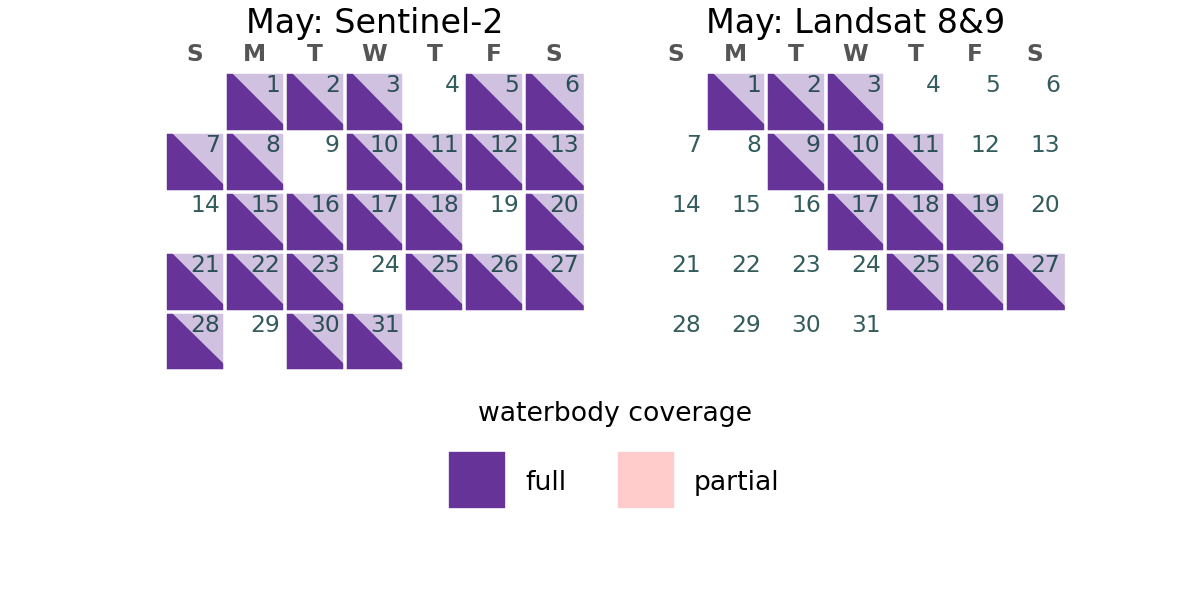 May: Sentinel-2
S M T W T F S
1 2 3 4 5 6
7 8 9 10 11 12 13
14 15 16 17 18 19 20
21 22 23 24 25 26 27
28 29 30 31
May: Landsat 8&9
S M T W T F S
1 2 3 4 5 6
7 8 9 10 11 12 13
14 15 16 17 18 19 20
21 22 23 24 25 26 27
28 29 30 31
waterbody coverage
full
partial